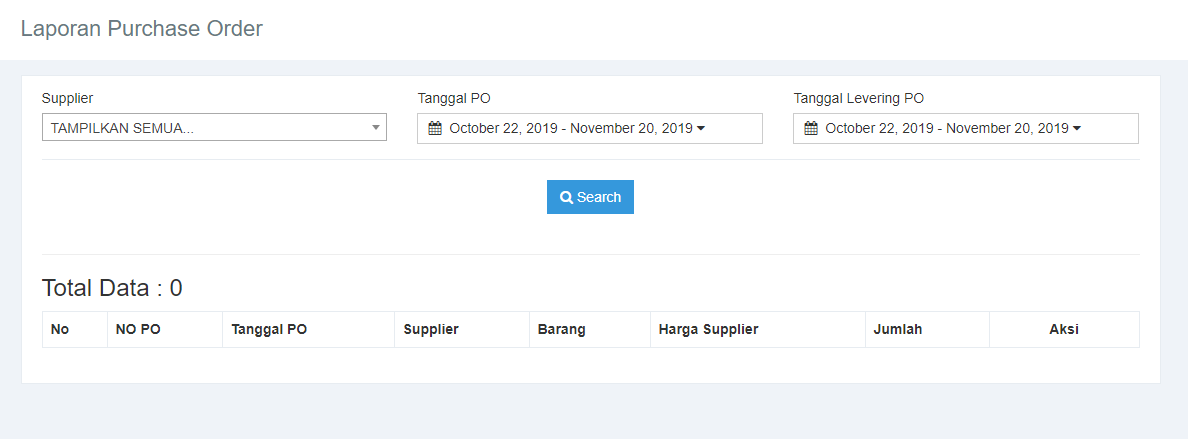 Laporan Purchase Order
Supplier Tanggal PO Tanggal Levering PO
TAMPILKAN SEMUA... October 22, 2019 - November 20, 2019 October 22, 2019 - November 20, 2019
Search
Total Data : 0
No NO PO Tanggal PO Supplier Barang Harga Supplier Jumlah Aksi